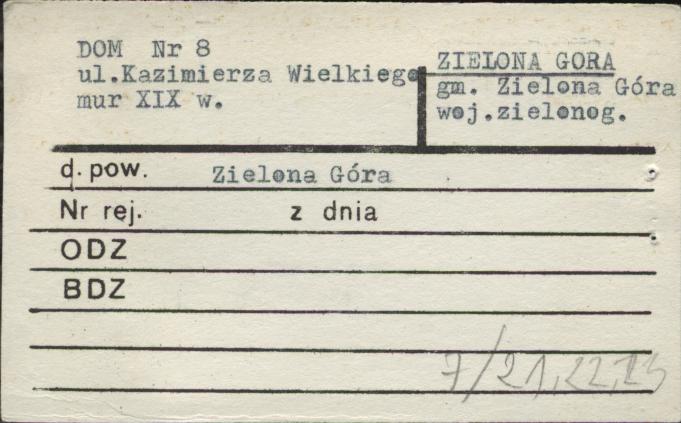 DOM Nr 8
ul.Kazimierza Wielkiego
mur XIX w.
ZIELONA GORA
gm. Zielona Góra
woj.zielonog.
d. pow. Zielona Góra
Nr rej. z dnia
ODZ
BDZ
7/21,22,23